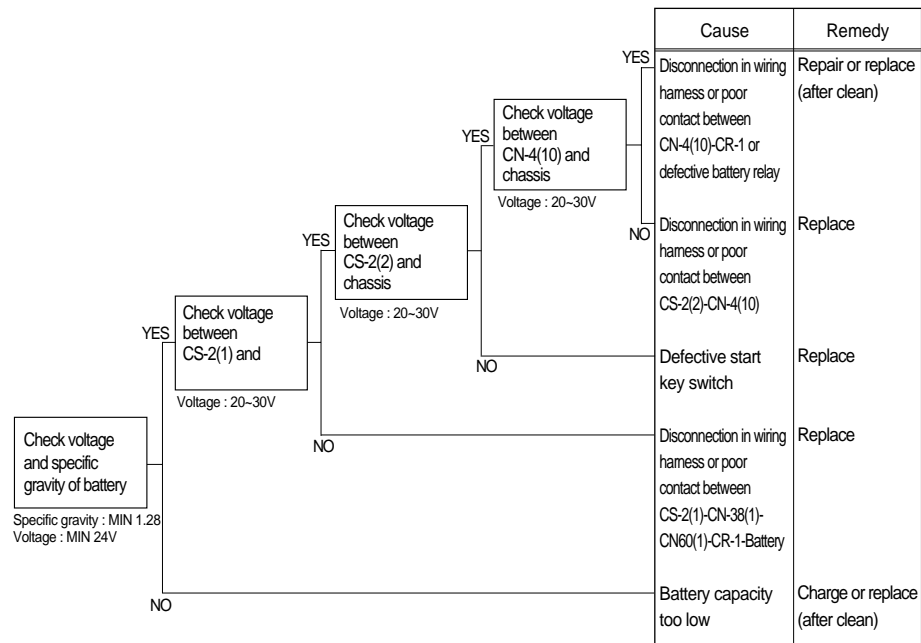 Cause
Remedy
YES
Disconnection in wiring
harness or poor
contact between
CN-4(10)-CR-1 or
defective battery relay
Repair or replace
(after clean)
YES
Check voltage
between
CN-4(10) and
chassis
Voltage : 20~30V
NO
Disconnection in wiring
harness or poor
contact between
CS-2(2)-CN-4(10)
Replace
YES
Check voltage
between
CS-2(2) and
chassis
Voltage : 20~30V
NO
Defective start
key switch
Replace
YES
Check voltage
between
CS-2(1) and
Voltage : 20~30V
NO
Disconnection in wiring
harness or poor
contact between
CS-2(1)-CN-38(1)-
CN60(1)-CR-1-Battery
Replace
Check voltage
and specific
gravity of battery
Specific gravity : MIN 1.28
Voltage : MIN 24V
NO
Battery capacity
too low
Charge or replace
(after clean)